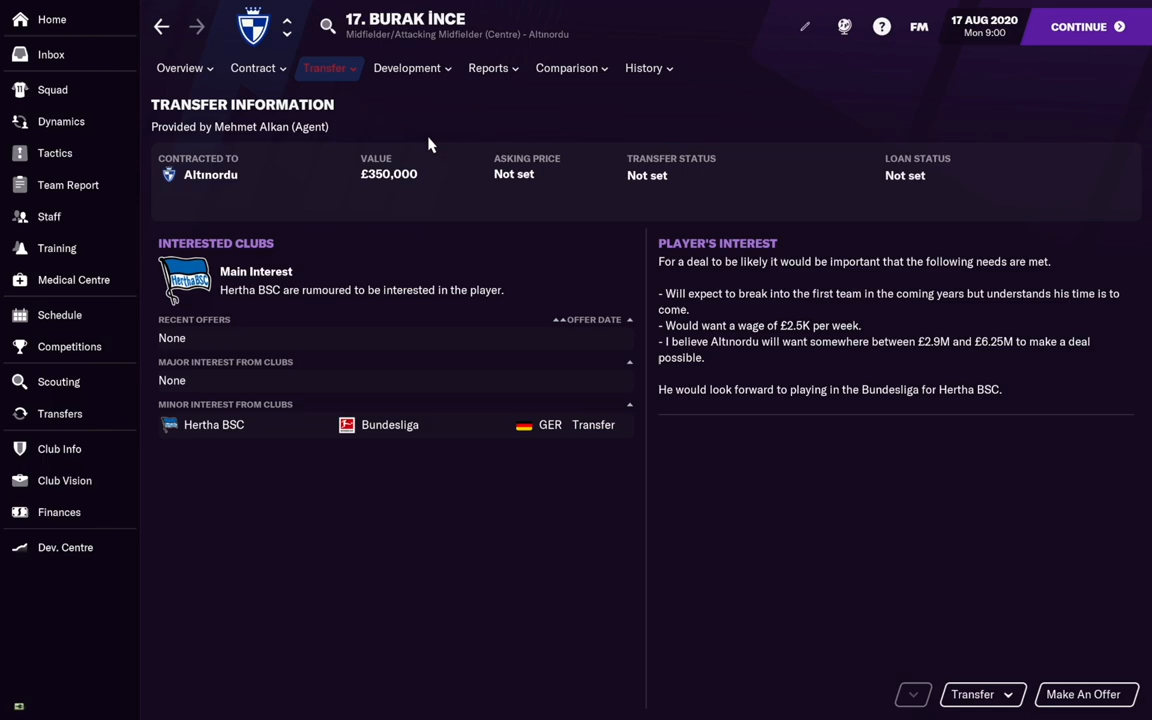 Home
17. BURAK İNCE
Midfielder/Attacking Midfielder (Centre) - Altınordu
FM
17 AUG 2020
Mon 9:00
CONTINUE
Inbox
Squad
Dynamics
Tactics
Team Report
Staff
Training
Medical Centre
Schedule
Competitions
Scouting
Transfers
Club Info
Club Vision
Finances
Dev. Centre
Overview
Contract
Transfer
Development
Reports
Comparison
History
TRANSFER INFORMATION
Provided by Mehmet Alkan (Agent)
CONTRACTED TO
Altınordu
VALUE
£350,000
ASKING PRICE
Not set
TRANSFER STATUS
Not set
LOAN STATUS
Not set
INTERESTED CLUBS
Hertha BSC
Main Interest
Hertha BSC are rumoured to be interested in the player.
RECENT OFFERS OFFER DATE
None
MAJOR INTEREST FROM CLUBS
None
MINOR INTEREST FROM CLUBS
Hertha BSC Bundesliga GER Transfer
PLAYER'S INTEREST
For a deal to be likely it would be important that the following needs are met.
- Will expect to break into the first team in the coming years but understands his time is to
come.
- Would want a wage of £2.5K per week.
- I believe Altınordu will want somewhere between £2.9M and £6.25M to make a deal
possible.
He would look forward to playing in the Bundesliga for Hertha BSC.
Transfer
Make An Offer